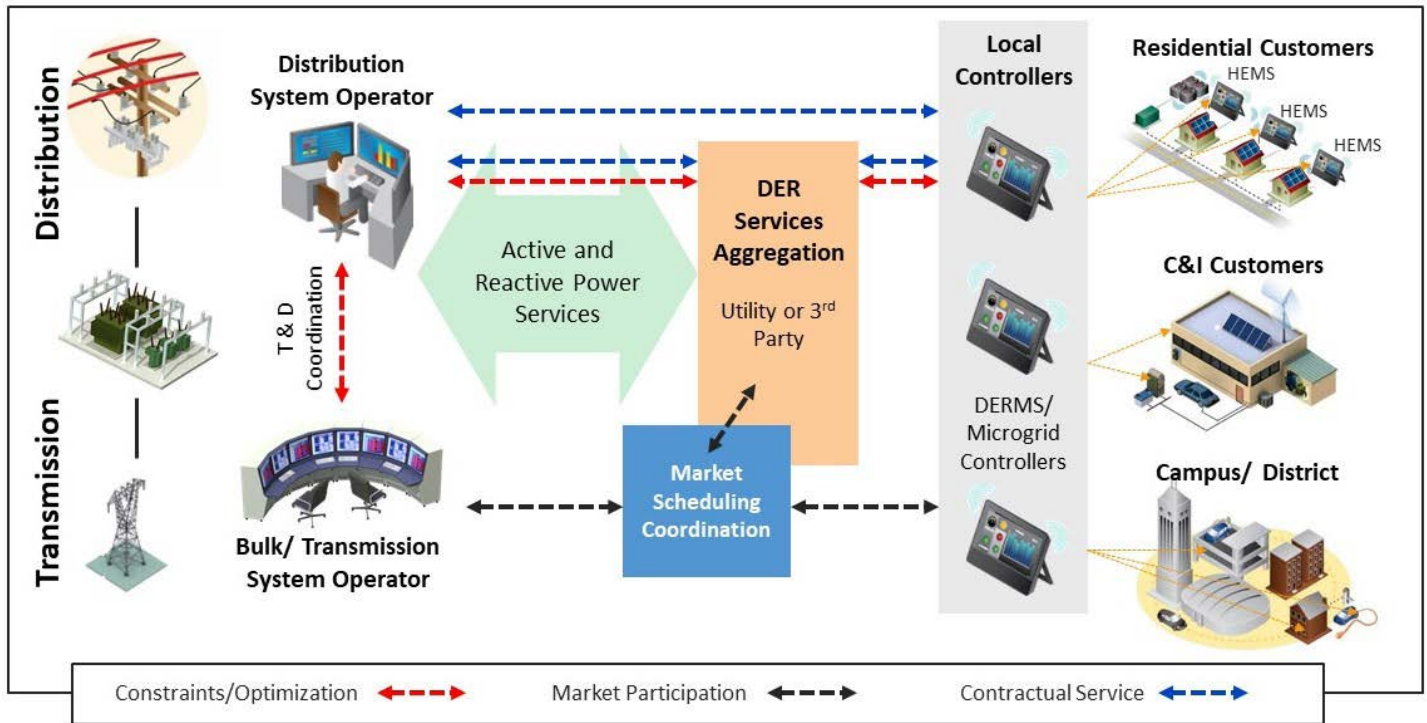 Distribution
Transmission
Distribution
System Operator
T & D
Coordination
Bulk/ Transmission
System Operator
Active and
Reactive Power
Services
DER
Services
Aggregation
Utility or 3rd
Party
Market
Scheduling
Coordination
Local
Controllers
DERMS/
Microgrid
Controllers
Residential Customers
HEMS
HEMS
HEMS
C&I Customers
Campus/ District
Constraints/Optimization
Market Participation
Contractual Service